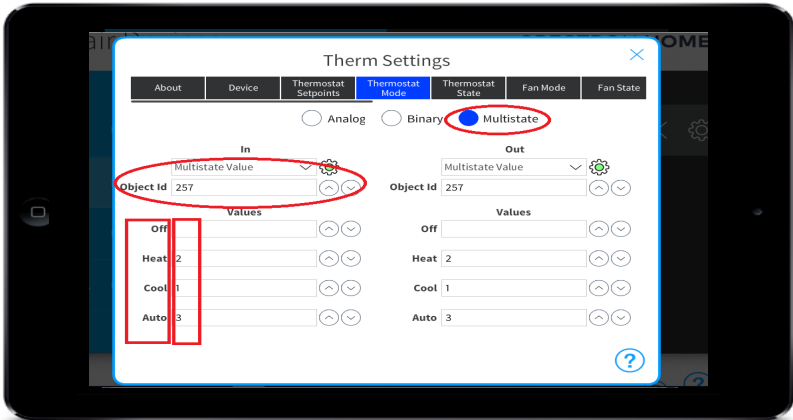 Therm Settings
About Device Thermostat Setpoints Thermostat Mode Thermostat State Fan Mode Fan State
Analog Binary Multistate
In Out
Multistate Value Multistate Value
Object Id 257 Object Id 257
Values Values
Off Off
Heat 2 Heat 2
Cool 1 Cool 1
Auto 3 Auto 3
?